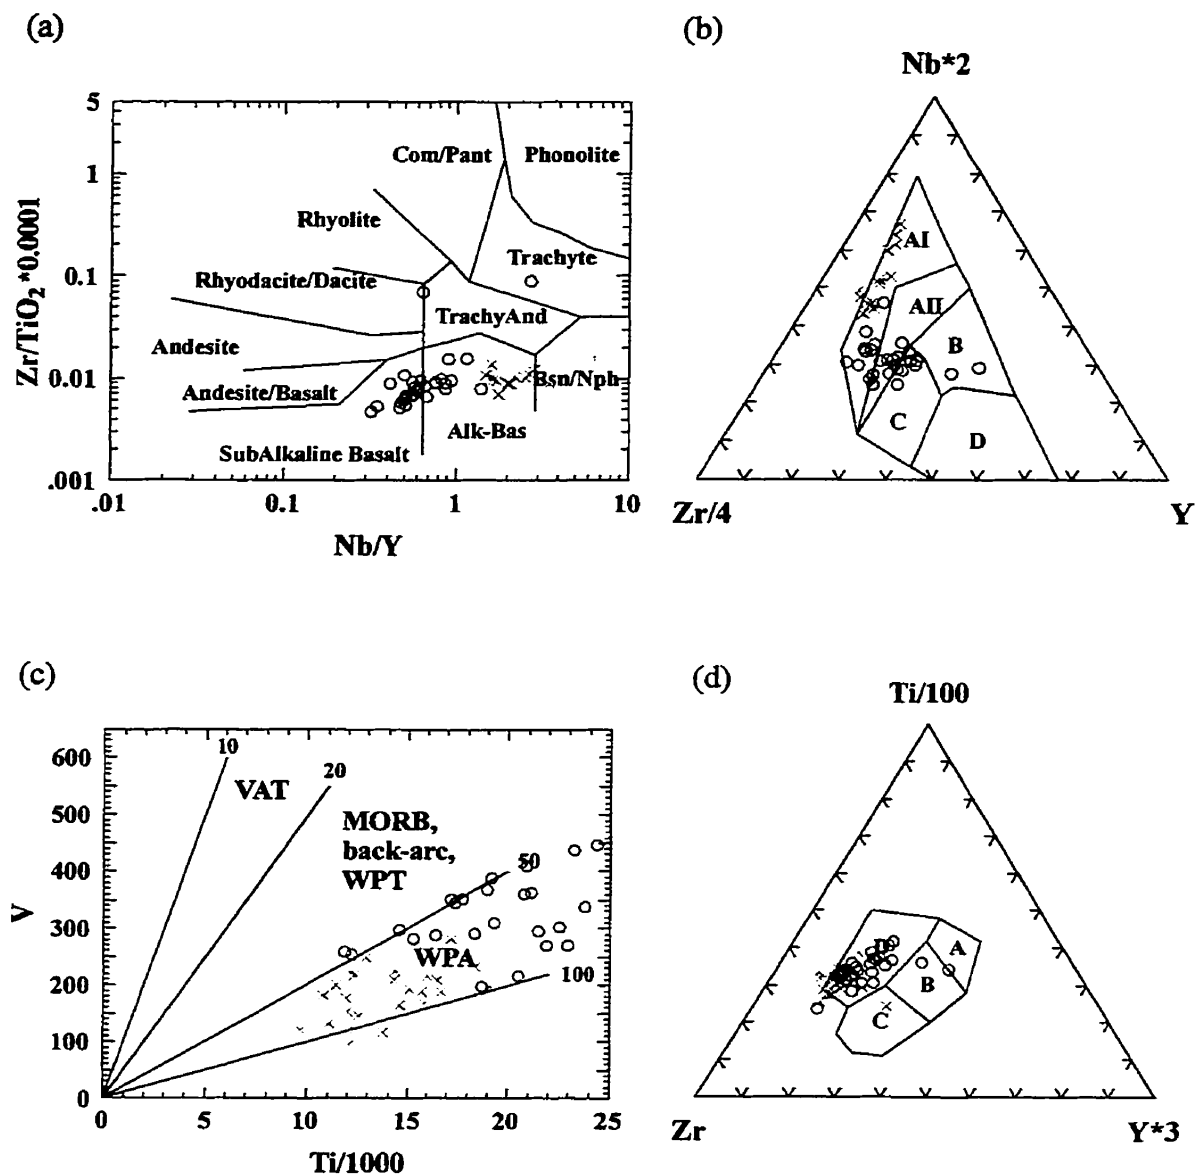 (a)
5
1
0.1
0.01
.001
Zr/TiO2 *0.0001
Com/Pant
Phonolite
Rhyolite
Trachyte
Rhyodacite/Dacite
TrachyAnd
Andesite
Andesite/Basalt
Bsn/Nph
Alk-Bas
SubAlkaline Basalt
.01
0.1
1
10
Nb/Y
(b)
Nb*2
AI
AII
B
C
D
Zr/4
Y
(c)
600
500
400
300
200
100
0
V
10
VAT
20
MORB,
back-arc,
WPT
50
WPA
100
0
5
10
15
20
25
Ti/1000
(d)
Ti/100
D
A
B
C
Zr
Y*3